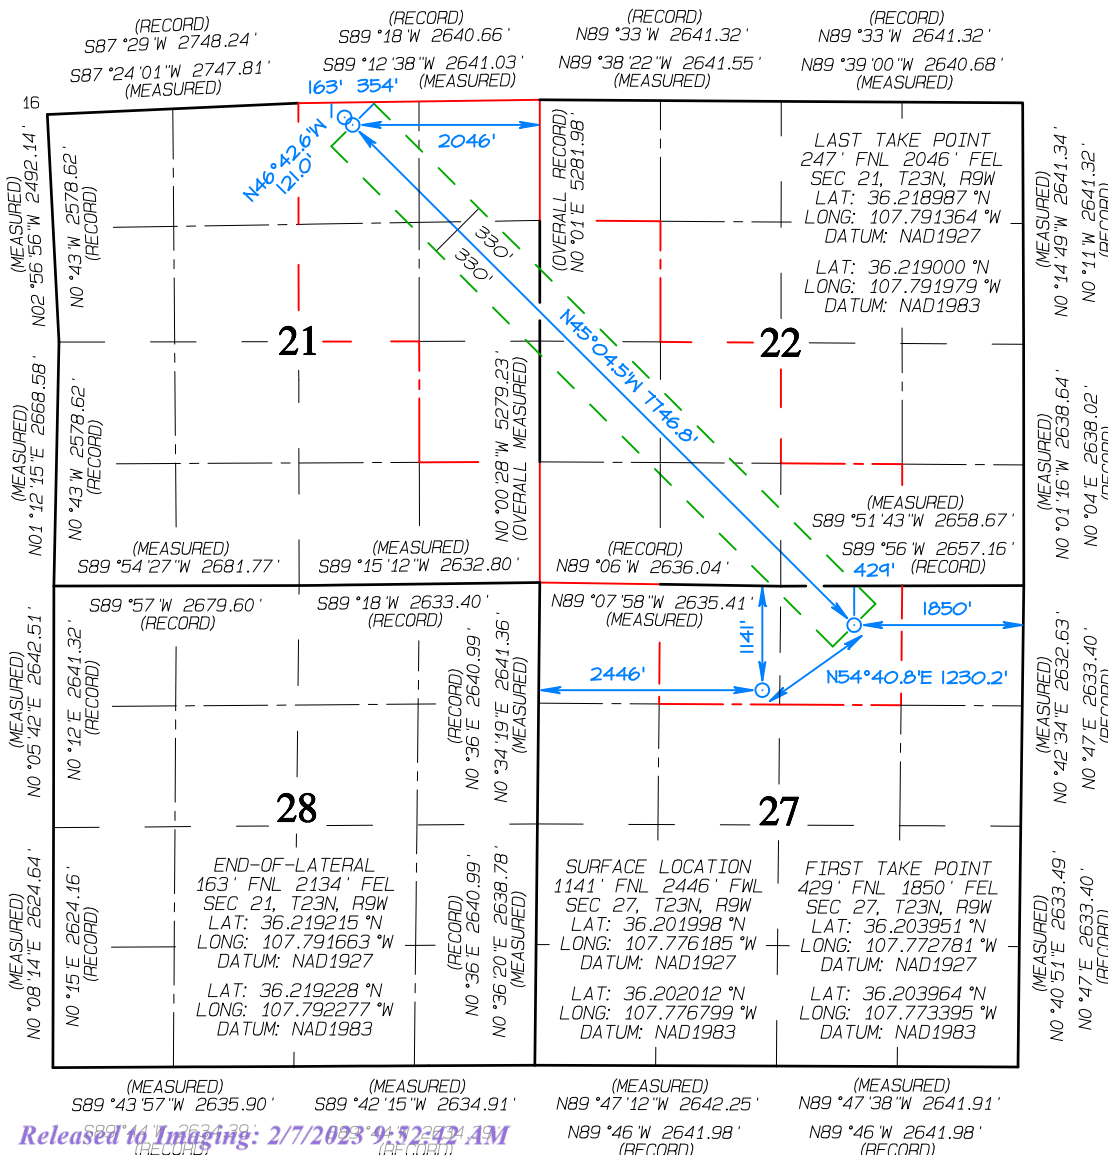 (RECORD)
S87°29'W 2748.24'
S87°24'01"W 2747.81'
(MEASURED)
(RECORD)
S89°18'W 2640.66'
S89°12'38"W 2641.03'
(MEASURED)
(RECORD)
N89°33'W 2641.32'
N89°38'22"W 2641.55'
(MEASURED)
(RECORD)
N89°33'W 2641.32'
N89°39'00"W 2640.68'
(MEASURED)
16
163' 354'
N46°42.6'W
121.0'
2046'
(OVERALL RECORD)
N0°01'E 5281.98'
LAST TAKE POINT
247' FNL 2046' FEL
SEC 21, T23N, R9W
LAT: 36.218987°N
LONG: 107.791364°W
DATUM: NAD1927
LAT: 36.219000°N
LONG: 107.791979°W
DATUM: NAD1983
(MEASURED)
N02°56'56"W 2492.14'
N0°43'W 2578.62'
(RECORD)
(MEASURED)
N0°14'49"W 2641.34'
N0°11'W 2641.32'
(RECORD)
330'
330'
21
22
N45°04.5'W 7746.8'
(MEASURED)
N01°12'15"E 2668.58'
N0°43'W 2578.62'
(RECORD)
N0°00'28"W 5279.23'
(OVERALL MEASURED)
(MEASURED)
N0°01'16"W 2638.64'
N0°04'E 2638.02'
(RECORD)
(MEASURED)
S89°54'27"W 2681.77'
(MEASURED)
S89°15'12"W 2632.80'
(RECORD)
N89°06'W 2636.04'
(MEASURED)
S89°51'43"W 2658.67'
S89°56'W 2657.16'
(RECORD)
429'
S89°57'W 2679.60'
(RECORD)
S89°18'W 2633.40'
(RECORD)
N89°07'58"W 2635.41'
(MEASURED)
1850'
1141'
2446'
N54°40.8'E 1230.2'
(MEASURED)
N0°05'42"E 2642.51'
N0°12'E 2641.32'
(RECORD)
(RECORD)
N0°36'E 2640.99'
N0°34'19"E 2641.36'
(MEASURED)
(MEASURED)
N0°42'34"E 2632.63'
N0°47'E 2633.40'
(RECORD)
28
27
END-OF-LATERAL
163' FNL 2134' FEL
SEC 21, T23N, R9W
LAT: 36.219215°N
LONG: 107.791663°W
DATUM: NAD1927
LAT: 36.219228°N
LONG: 107.792277°W
DATUM: NAD1983
SURFACE LOCATION
1141' FNL 2446' FWL
SEC 27, T23N, R9W
LAT: 36.201998°N
LONG: 107.776185°W
DATUM: NAD1927
LAT: 36.202012°N
LONG: 107.776799°W
DATUM: NAD1983
FIRST TAKE POINT
429' FNL 1850' FEL
SEC 27, T23N, R9W
LAT: 36.203951°N
LONG: 107.772781°W
DATUM: NAD1927
LAT: 36.203964°N
LONG: 107.773395°W
DATUM: NAD1983
(MEASURED)
N0°08'14"E 2624.64'
N0°15'E 2624.16'
(RECORD)
(RECORD)
N0°36'E 2640.99'
N0°36'20"E 2638.78'
(MEASURED)
(MEASURED)
N0°40'51"E 2633.49'
N0°47'E 2633.40'
(RECORD)
(MEASURED)
S89°43'57"W 2635.90'
(RECORD)
(MEASURED)
S89°42'15"W 2634.91'
(RECORD)
(MEASURED)
N89°47'12"W 2642.25'
N89°46'W 2641.98'
(RECORD)
(MEASURED)
N89°47'38"W 2641.91'
N89°46'W 2641.98'
(RECORD)
Released to Imaging: 2/7/2023 9:52:42 AM